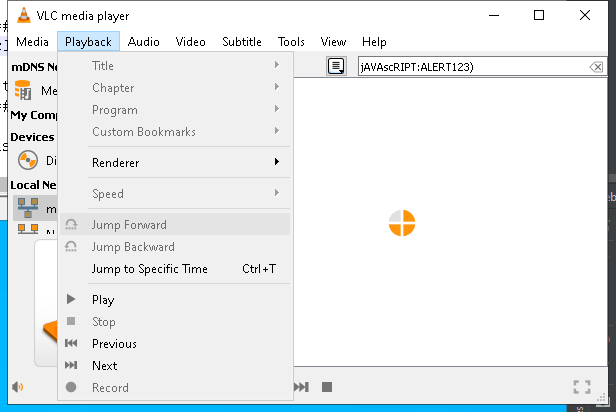 VLC media player
Media Playback Audio Video Subtitle Tools View Help
mDNS Ne
jAVAscRIPT:ALERT123)
Me
My Comp
Devices
Di
Local Ne
m
Title
Chapter
Program
Custom Bookmarks
Renderer
Speed
Jump Forward
Jump Backward
Jump to Specific Time Ctrl+T
Play
Stop
Previous
Next
Record